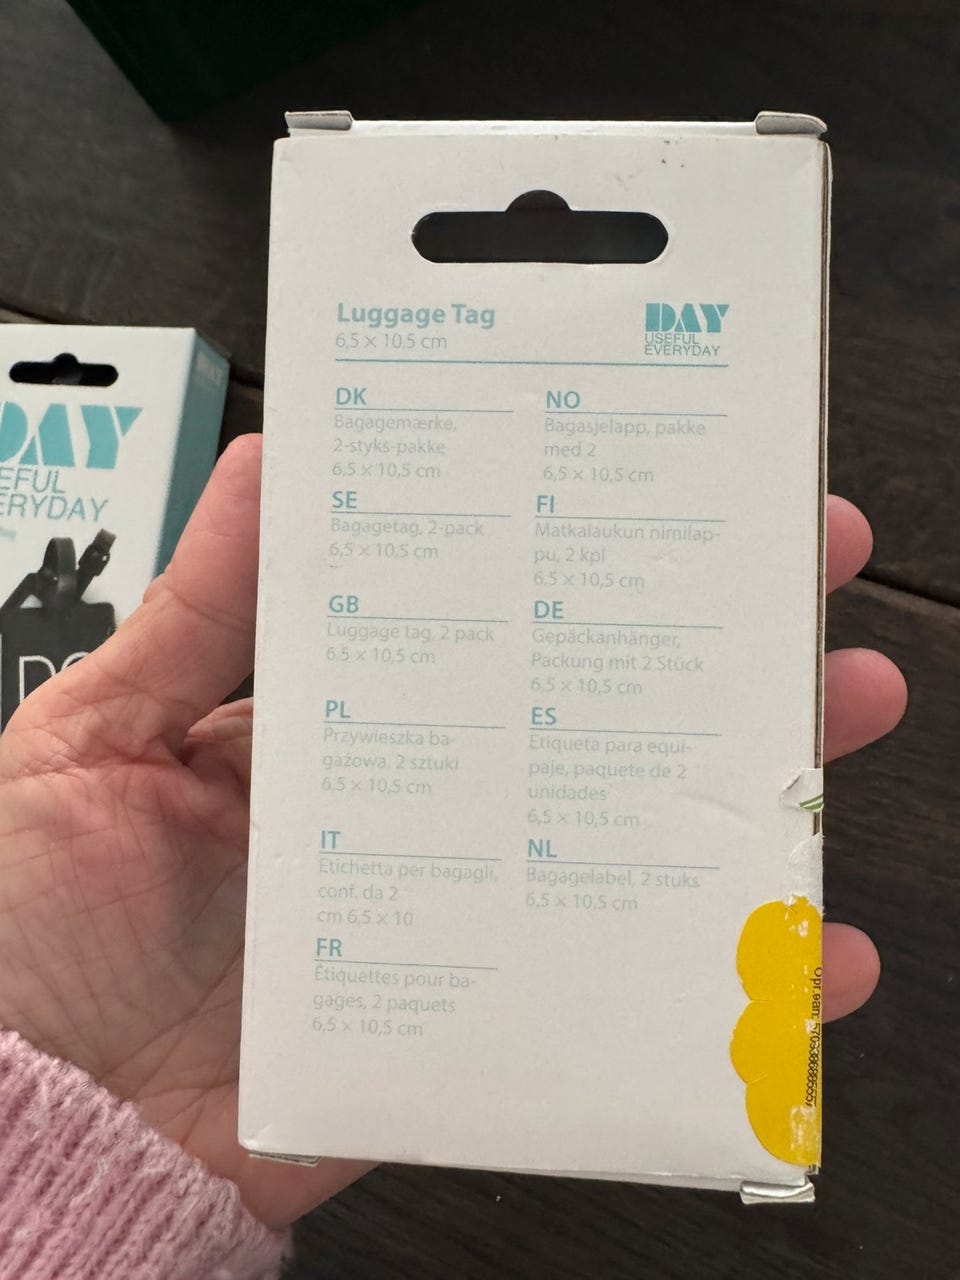 Luggage Tag
6,5 × 10,5 cm
DAY
USEFUL
EVERYDAY
DK
Bagagemærke,
2-styks-pakke
6,5 × 10,5 cm
SE
Bagagetag, 2-pack
6,5 × 10,5 cm
GB
Luggage tag, 2 pack
6,5 × 10,5 cm
PL
Przywieszka ba-
gażowa, 2 sztuki
6,5 × 10,5 cm
IT
Etichetta per bagagli,
conf. da 2
cm 6,5 × 10
FR
Étiquettes pour ba-
gages, 2 paquets
6,5 × 10,5 cm
NO
Bagasjelapp, pakke
med 2
6,5 × 10,5 cm
FI
Matkalaukun nimilap-
pu, 2 kpl
6,5 × 10,5 cm
DE
Gepäckanhänger,
Packung mit 2 Stück
6,5 × 10,5 cm
ES
Etiqueta para equi-
paje, paquete de 2
unidades
6,5 × 10,5 cm
NL
Bagagelabel, 2 stuks
6,5 × 10,5 cm
DAY
EFUL
ERYDAY